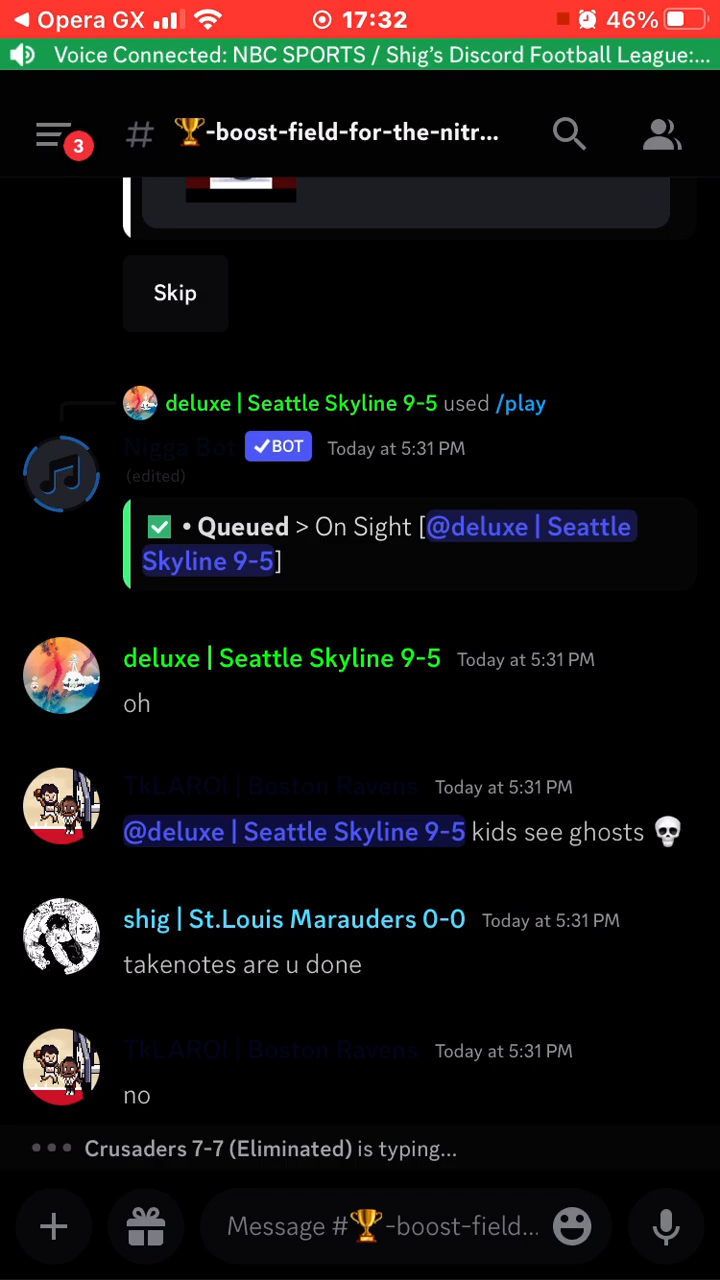 ◀ Opera GX 17:32 46%
Voice Connected: NBC SPORTS / Shig's Discord Football League:...
3 # 🏆-boost-field-for-the-nitr...
Skip
deluxe | Seattle Skyline 9-5 used /play
Nigga Bot ✓BOT Today at 5:31 PM
(edited)
✅ • Queued > On Sight [@deluxe | Seattle
Skyline 9-5]
deluxe | Seattle Skyline 9-5 Today at 5:31 PM
oh
TkLARO! | Boston Ravens Today at 5:31 PM
@deluxe | Seattle Skyline 9-5 kids see ghosts 💀
shig | St.Louis Marauders 0-0 Today at 5:31 PM
takenotes are u done
TkLARO! | Boston Ravens Today at 5:31 PM
no
Crusaders 7-7 (Eliminated) is typing...
Message #🏆-boost-field...